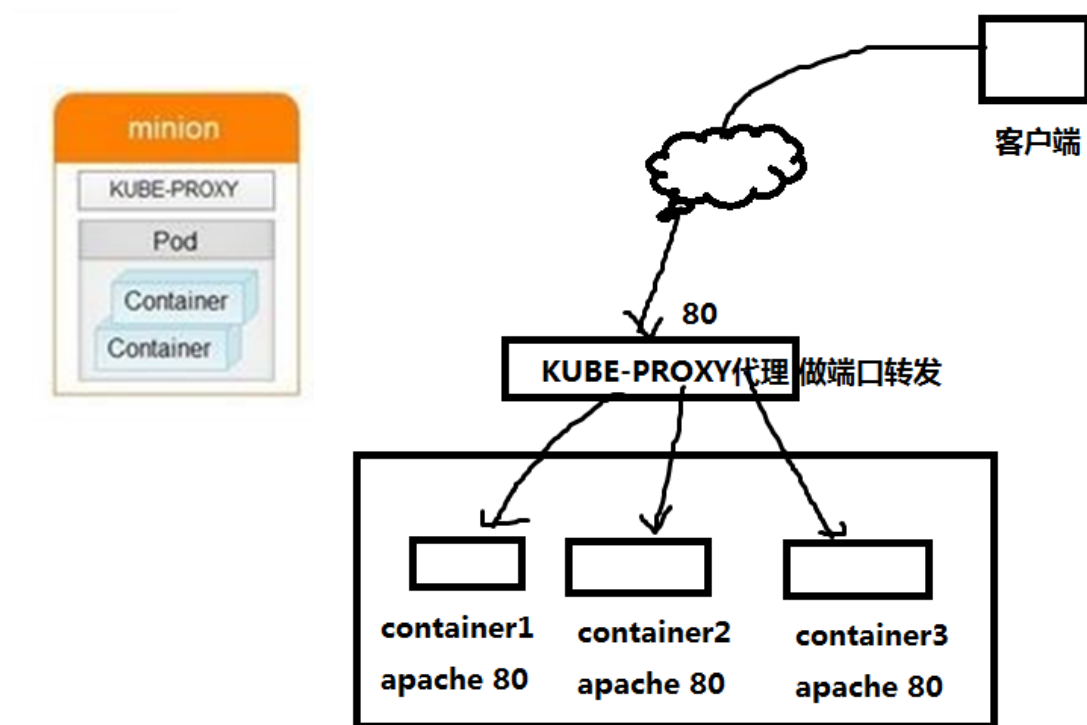 minion
KUBE-PROXY
Pod
Container
Container
客户端
80
KUBE-PROXY代理 做端口转发
container1
apache 80
container2
apache 80
container3
apache 80